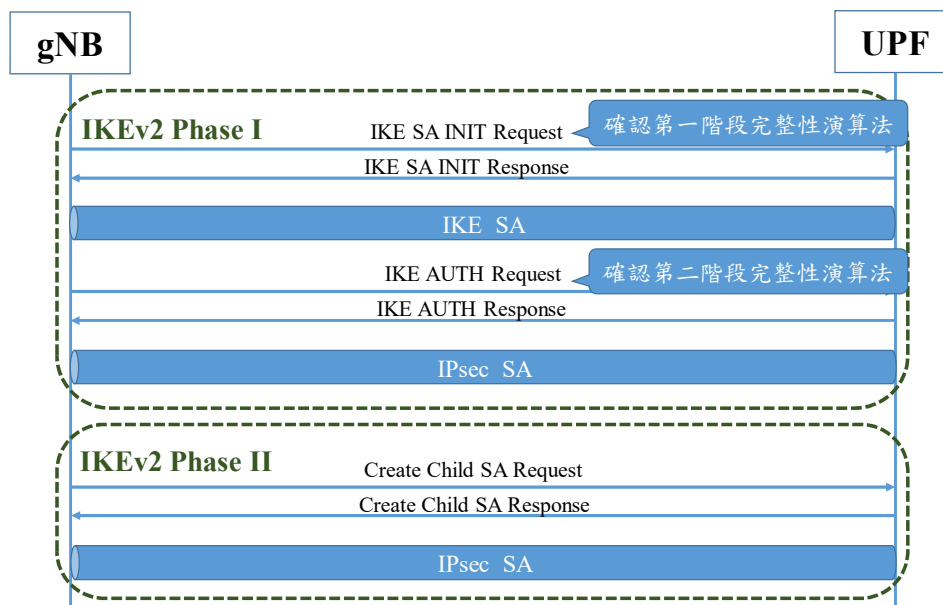 gNB
UPF
IKEv2 Phase I
IKE SA INIT Request
確認第一階段完整性演算法
IKE SA INIT Response
IKE SA
IKE AUTH Request
確認第二階段完整性演算法
IKE AUTH Response
IPsec SA
IKEv2 Phase II
Create Child SA Request
Create Child SA Response
IPsec SA